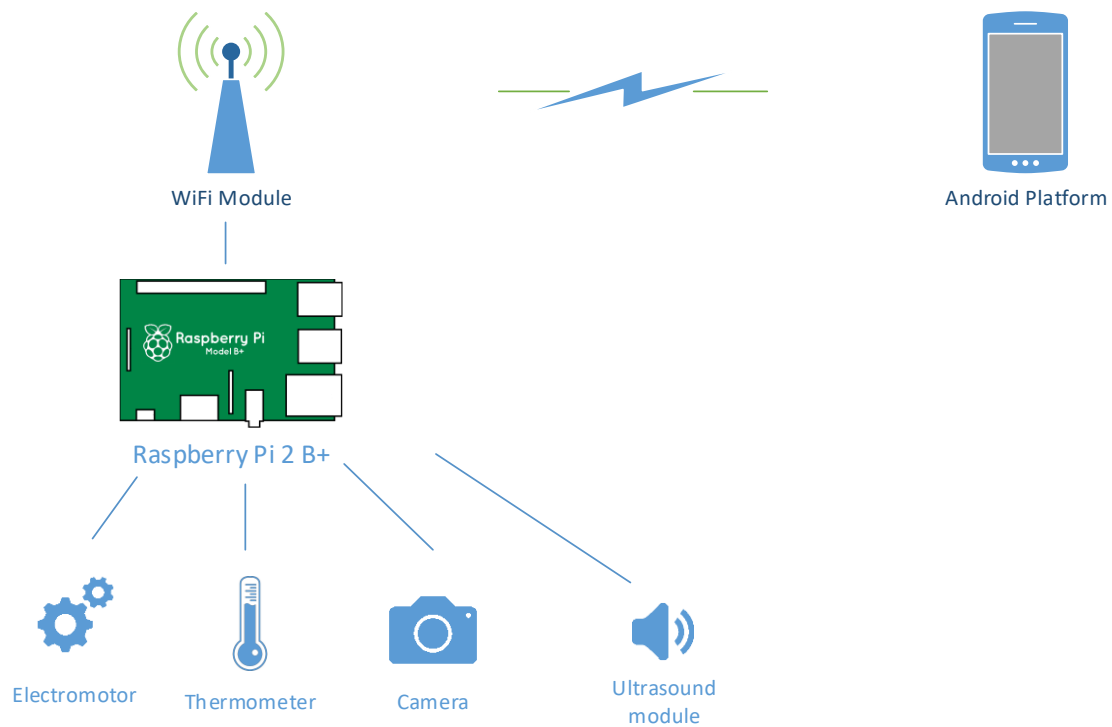 WiFi Module
Android Platform
Raspberry Pi
Model B+
Raspberry Pi 2 B+
Electromotor
Thermometer
Camera
Ultrasound
module